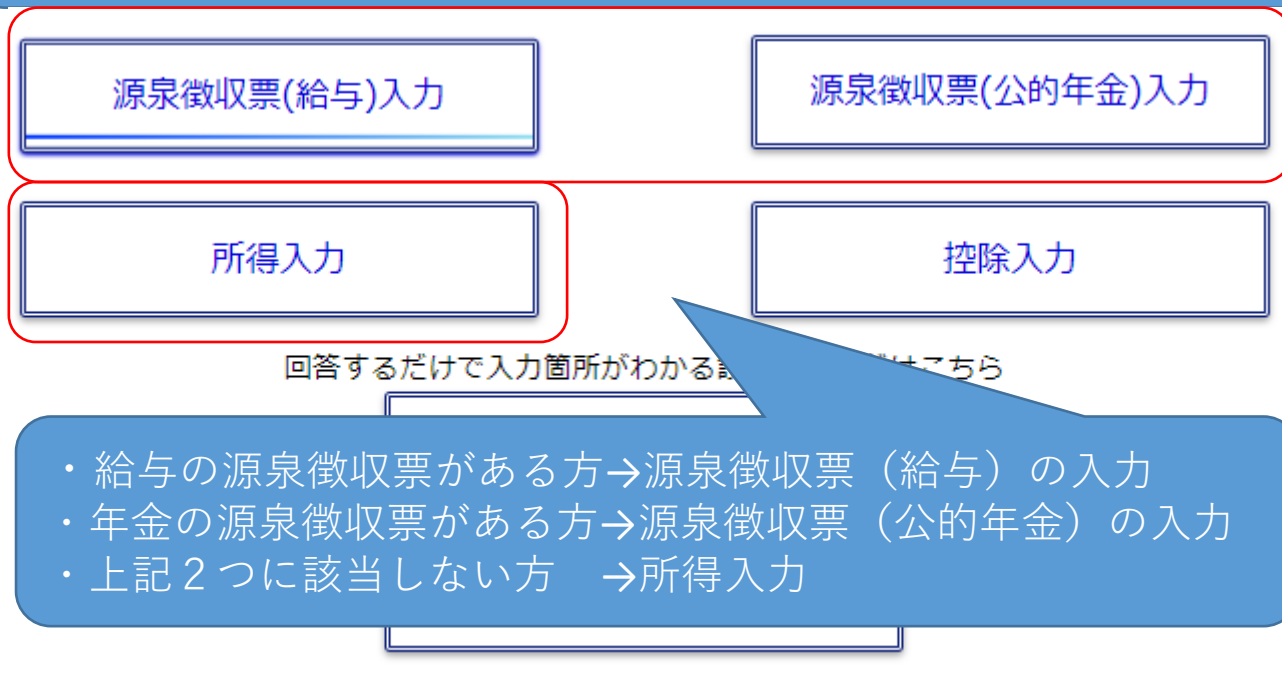 源泉徴収票(給与)入力
源泉徴収票(公的年金)入力
所得入力
控除入力
回答するだけで入力箇所がわかる
はこちら
・給与の源泉徴収票がある方→源泉徴収票（給与）の入力
・年金の源泉徴収票がある方→源泉徴収票（公的年金）の入力
・上記２つに該当しない方　→所得入力